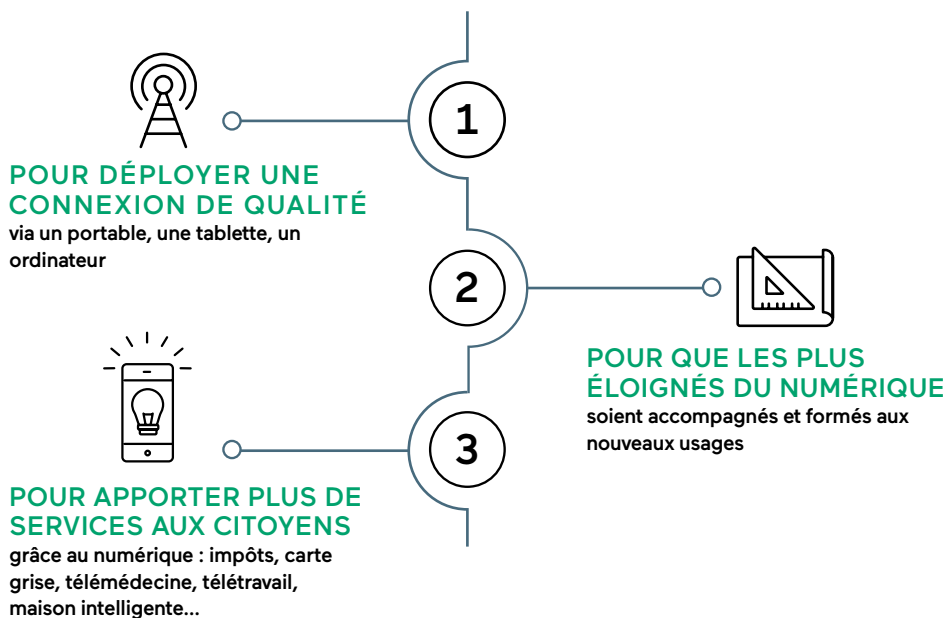 1
POUR DÉPLOYER UNE
CONNEXION DE QUALITÉ
via un portable, une tablette, un
ordinateur
2
POUR QUE LES PLUS
ÉLOIGNÉS DU NUMÉRIQUE
soient accompagnés et formés aux
nouveaux usages
3
POUR APPORTER PLUS DE
SERVICES AUX CITOYENS
grâce au numérique : impôts, carte
grise, télémédecine, télétravail,
maison intelligente...